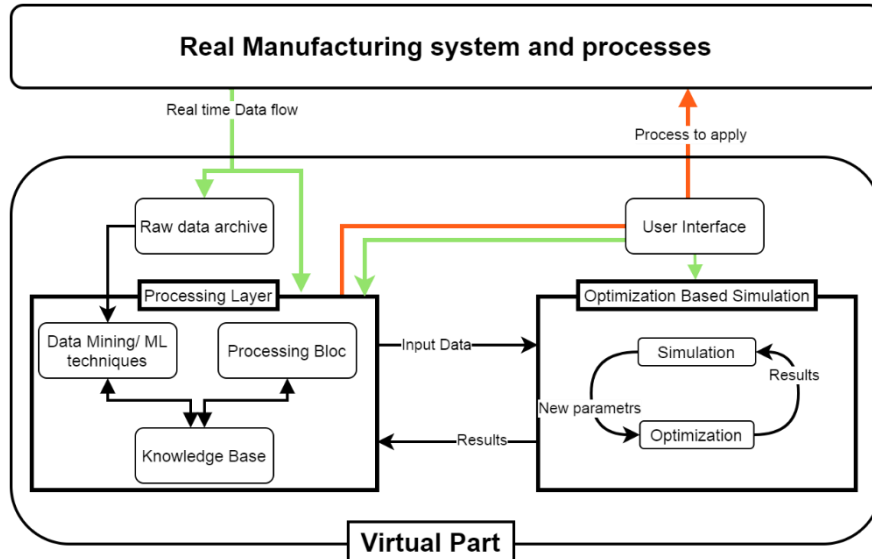 Real Manufacturing system and processes
Real time Data flow
Process to apply
Raw data archive
User Interface
Processing Layer
Optimization Based Simulation
Data Mining/ ML
techniques
Processing Bloc
Input Data
Simulation
Results
New parametrs
Optimization
Knowledge Base
Results
Virtual Part